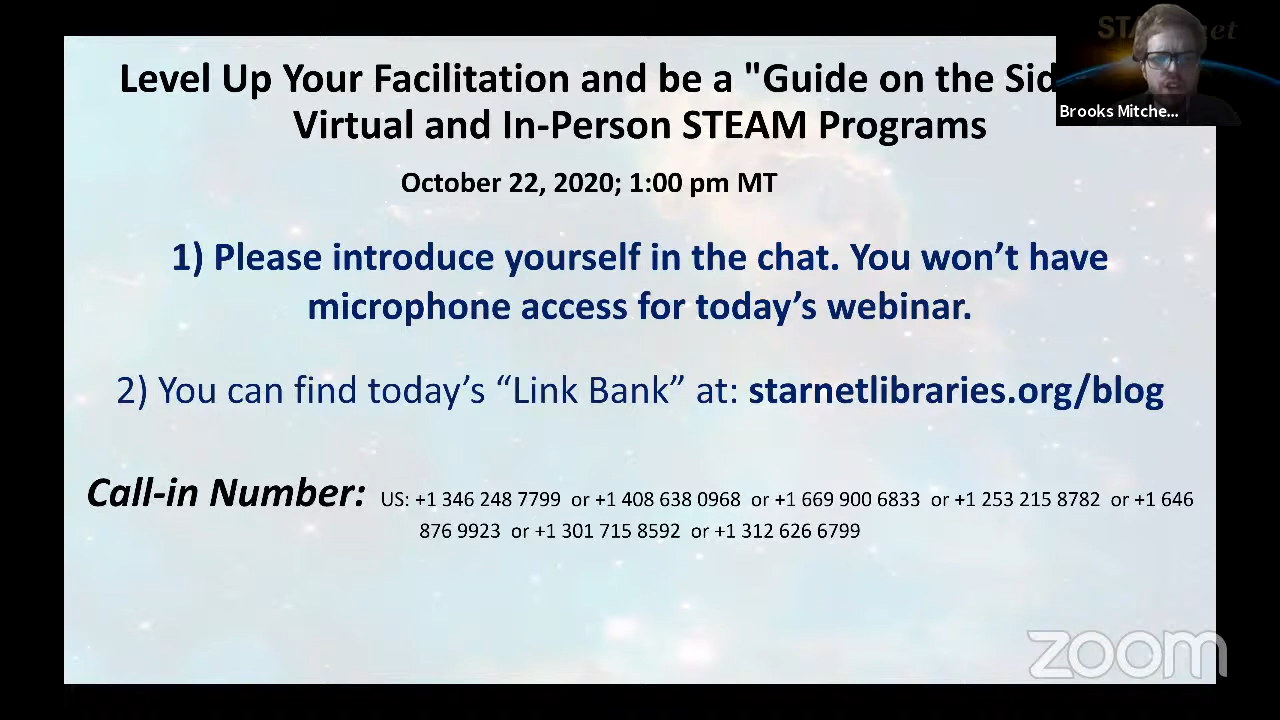 Level Up Your Facilitation and be a "Guide on the Sid
Virtual and In-Person STEAM Programs
October 22, 2020; 1:00 pm MT
1) Please introduce yourself in the chat. You won’t have
microphone access for today’s webinar.
2) You can find today’s “Link Bank” at: starnetlibraries.org/blog
Call-in Number: US: +1 346 248 7799 or +1 408 638 0968 or +1 669 900 6833 or +1 253 215 8782 or +1 646
876 9923 or +1 301 715 8592 or +1 312 626 6799
STA
et
Brooks Mitche...
zoom